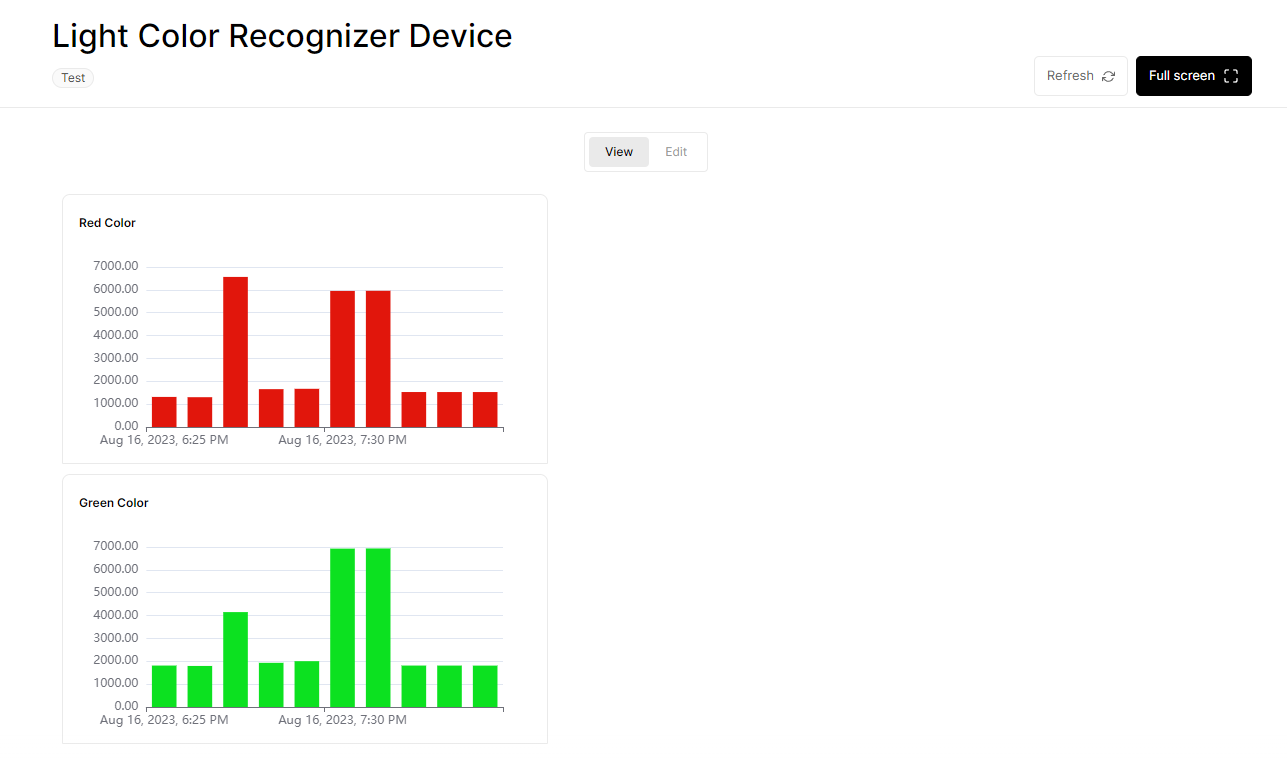 Light Color Recognizer Device
Test
Refresh
Full screen
View
Edit
Red Color
7000.00
6000.00
5000.00
4000.00
3000.00
2000.00
1000.00
0.00
Aug 16, 2023, 6:25 PM
Aug 16, 2023, 7:30 PM
Green Color
7000.00
6000.00
5000.00
4000.00
3000.00
2000.00
1000.00
0.00
Aug 16, 2023, 6:25 PM
Aug 16, 2023, 7:30 PM